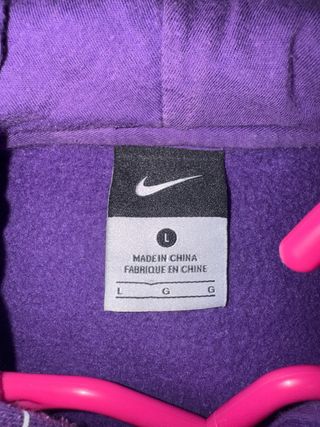 L
MADE IN CHINA
FABRIQUE EN CHINE
L G G